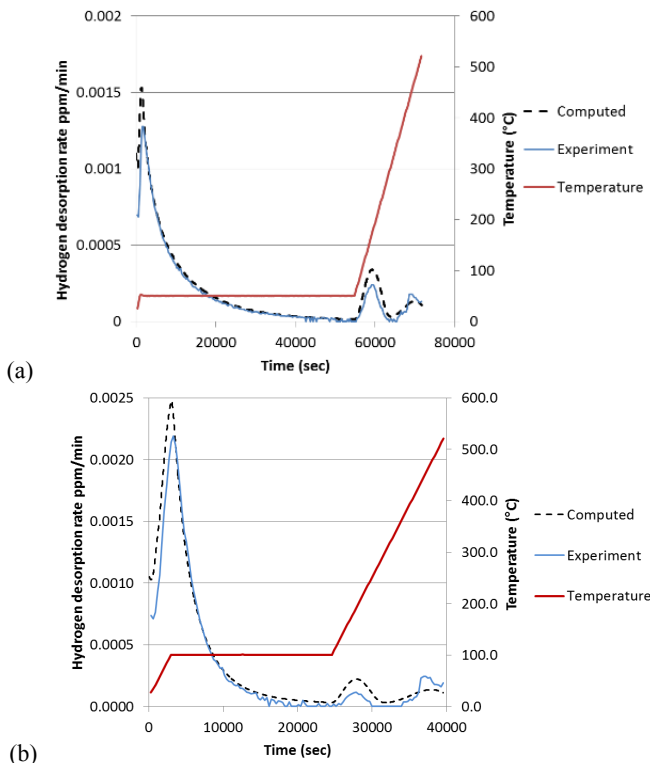 0.002
0.0015
0.001
0.0005
0
Hydrogen desorption rate ppm/min
600
500
400
300
200
100
0
Temperature (°C)
Computed
Experiment
Temperature
0
20000
40000
60000
80000
Time (sec)
(a)
0.0025
0.0020
0.0015
0.0010
0.0005
0.0000
Hydrogen desorption rate ppm/min
600.0
500.0
400.0
300.0
200.0
100.0
0.0
Temperature (°C)
Computed
Experiment
Temperature
0
10000
20000
30000
40000
Time (sec)
(b)